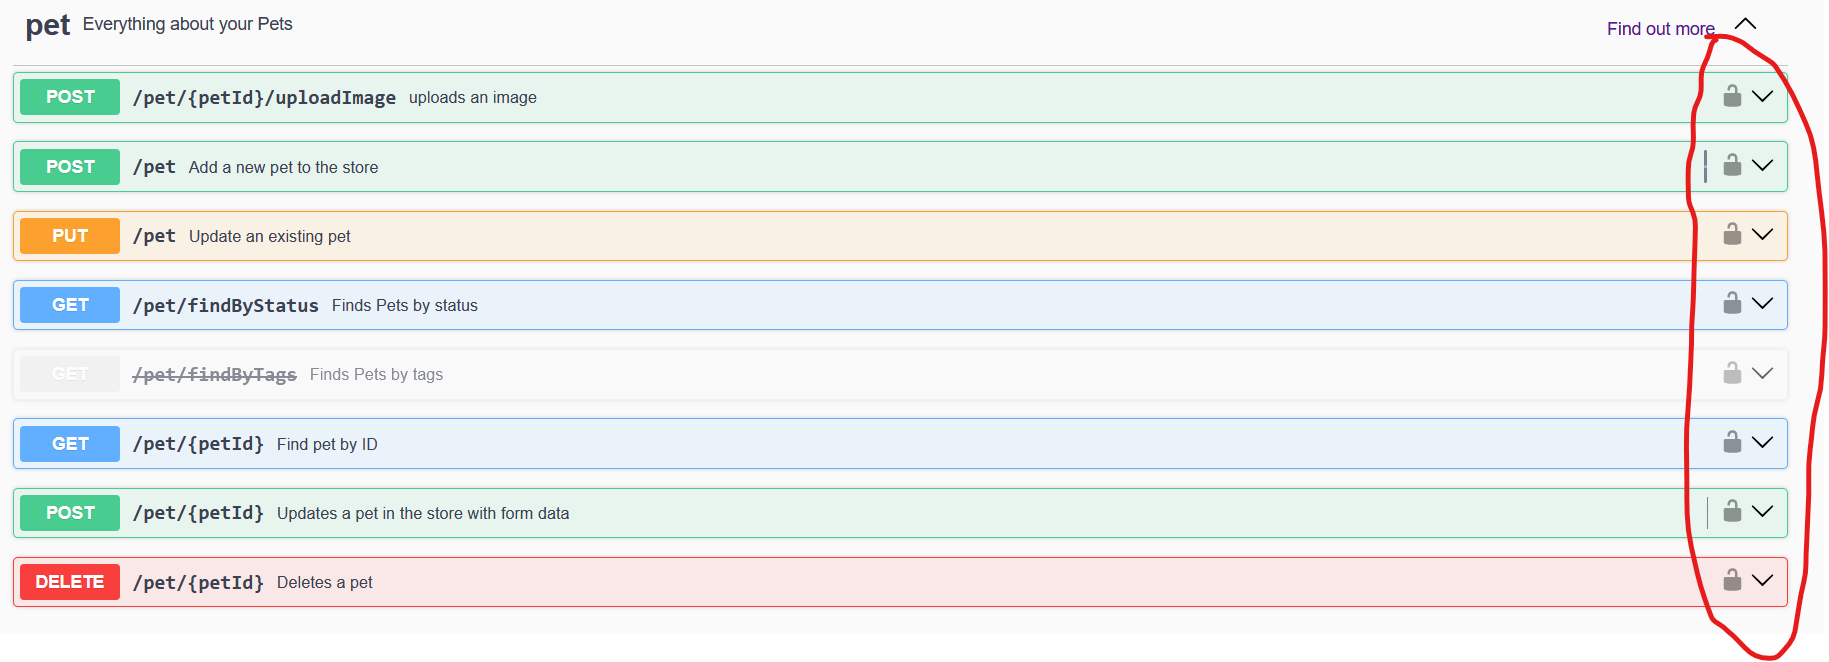 pet Everything about your Pets Find out more
POST /pet/{petId}/uploadImage uploads an image
POST /pet Add a new pet to the store
PUT /pet Update an existing pet
GET /pet/findByStatus Finds Pets by status
GET /pet/findByTags Finds Pets by tags
GET /pet/{petId} Find pet by ID
POST /pet/{petId} Updates a pet in the store with form data
DELETE /pet/{petId} Deletes a pet